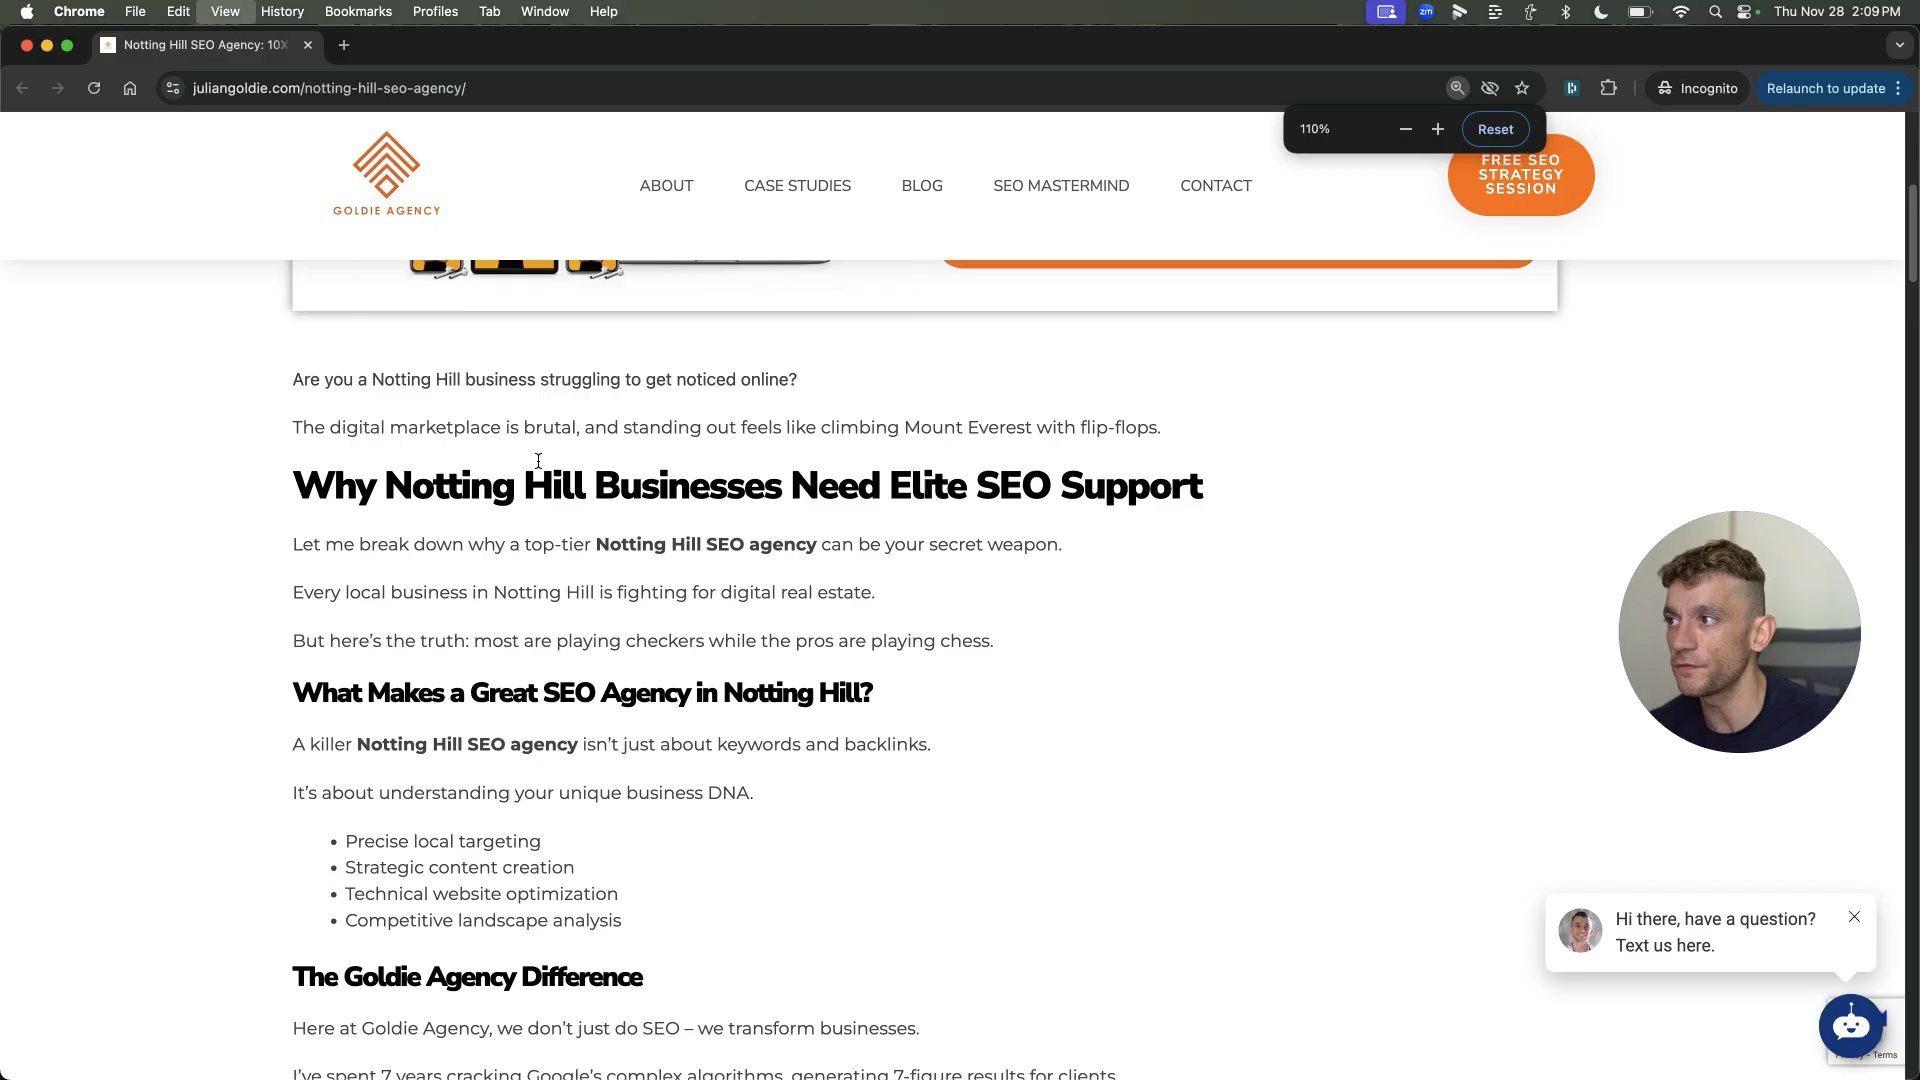 Chrome File Edit View History Bookmarks Profiles Tab Window Help
zm
Thu Nov 28 2:09 PM
Notting Hill SEO Agency: 10X
juliangoldie.com/notting-hill-seo-agency/
Incognito
Relaunch to update
110%
Reset
GOLDIE AGENCY
ABOUT CASE STUDIES BLOG SEO MASTERMIND CONTACT
FREE SEO
STRATEGY
SESSION
Are you a Notting Hill business struggling to get noticed online?
The digital marketplace is brutal, and standing out feels like climbing Mount Everest with flip-flops.
Why Notting Hill Businesses Need Elite SEO Support
Let me break down why a top-tier Notting Hill SEO agency can be your secret weapon.
Every local business in Notting Hill is fighting for digital real estate.
But here’s the truth: most are playing checkers while the pros are playing chess.
What Makes a Great SEO Agency in Notting Hill?
A killer Notting Hill SEO agency isn’t just about keywords and backlinks.
It’s about understanding your unique business DNA.
• Precise local targeting
• Strategic content creation
• Technical website optimization
• Competitive landscape analysis
The Goldie Agency Difference
Here at Goldie Agency, we don’t just do SEO – we transform businesses.
I’ve spent 7 years cracking Google’s complex algorithms, generating 7-figure results for clients.
Hi there, have a question?
Text us here.
- Terms